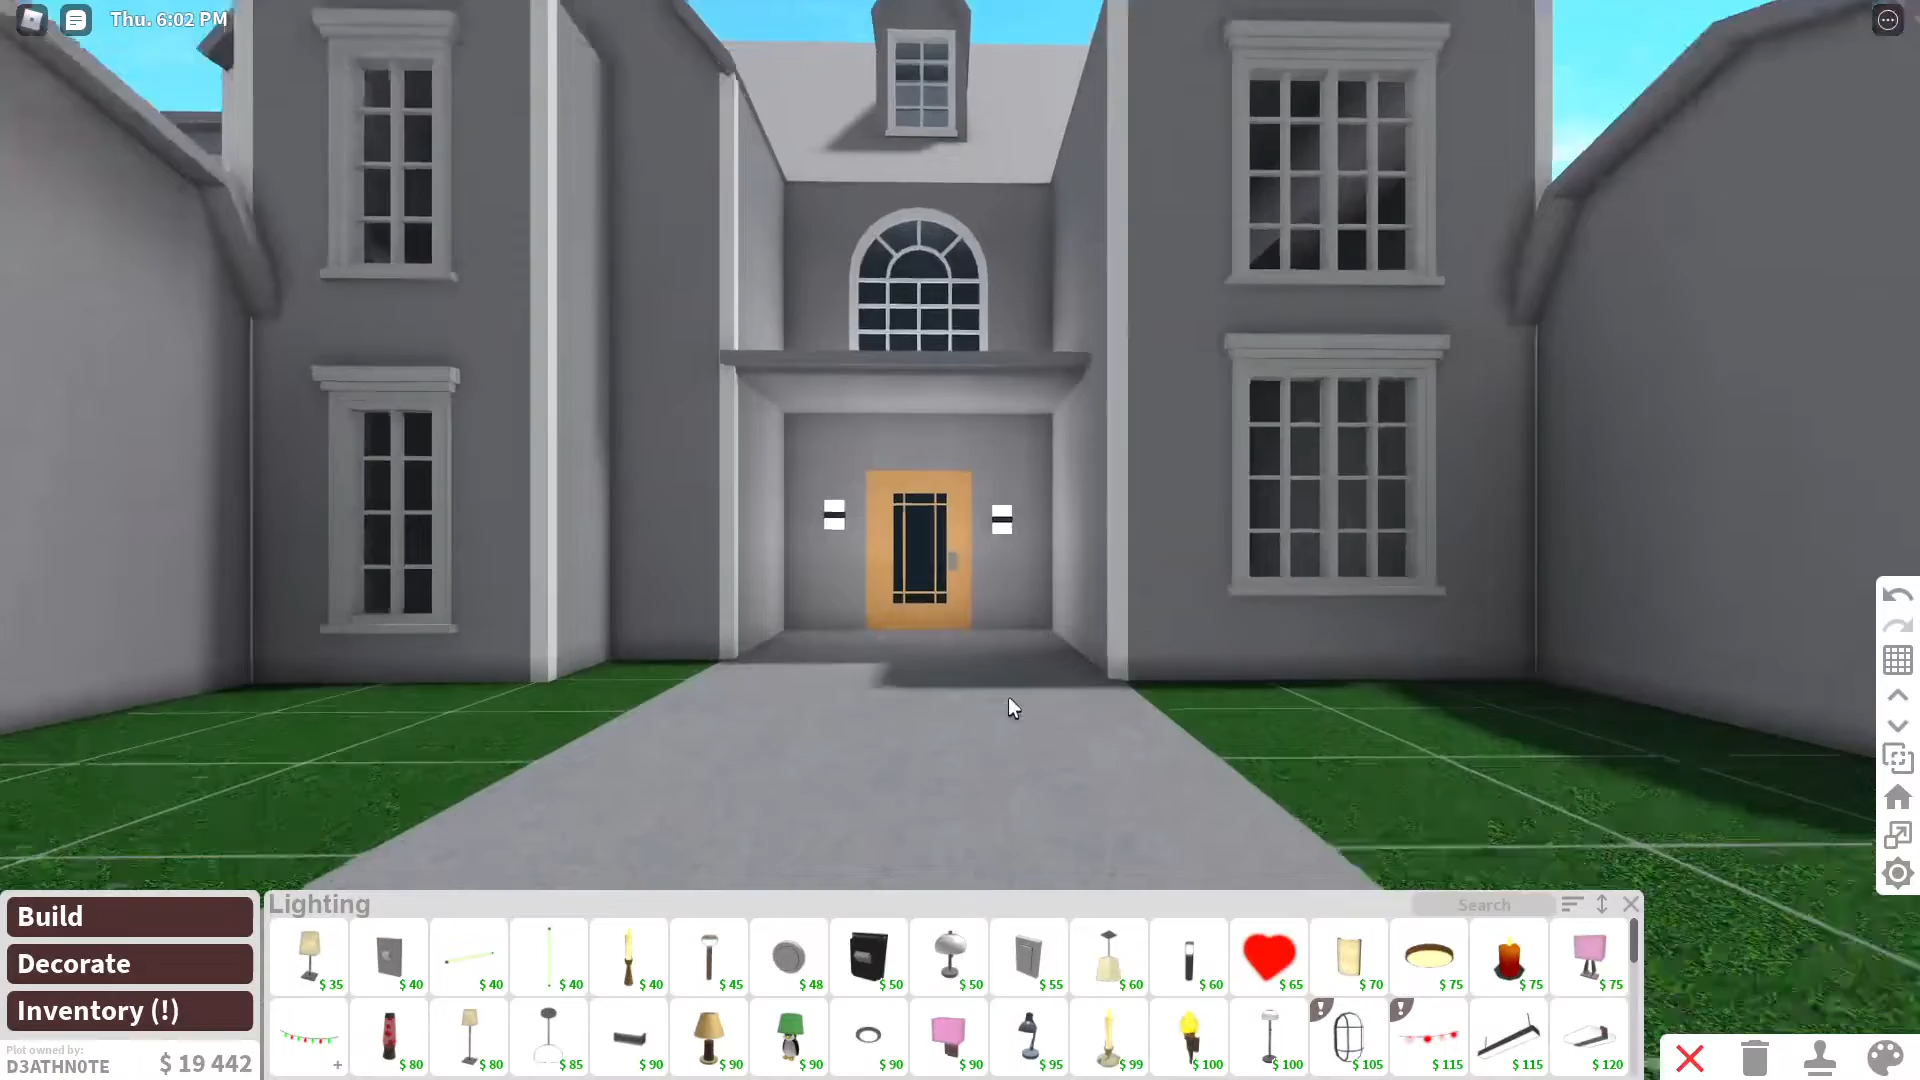 Thu. 6:02 PM
Lighting
Search
Build
Decorate
Inventory (!)
Plot owned by:
D3ATHN0TE
$ 19 442
$ 35
$ 40
$ 40
$ 40
$ 40
$ 45
$ 48
$ 50
$ 50
$ 55
$ 60
$ 60
$ 65
$ 70
$ 75
$ 75
$ 75
+
$ 80
$ 80
$ 85
$ 90
$ 90
$ 90
$ 90
$ 90
$ 95
$ 99
$ 100
$ 100
! $ 105
! $ 115
$ 115
$ 120